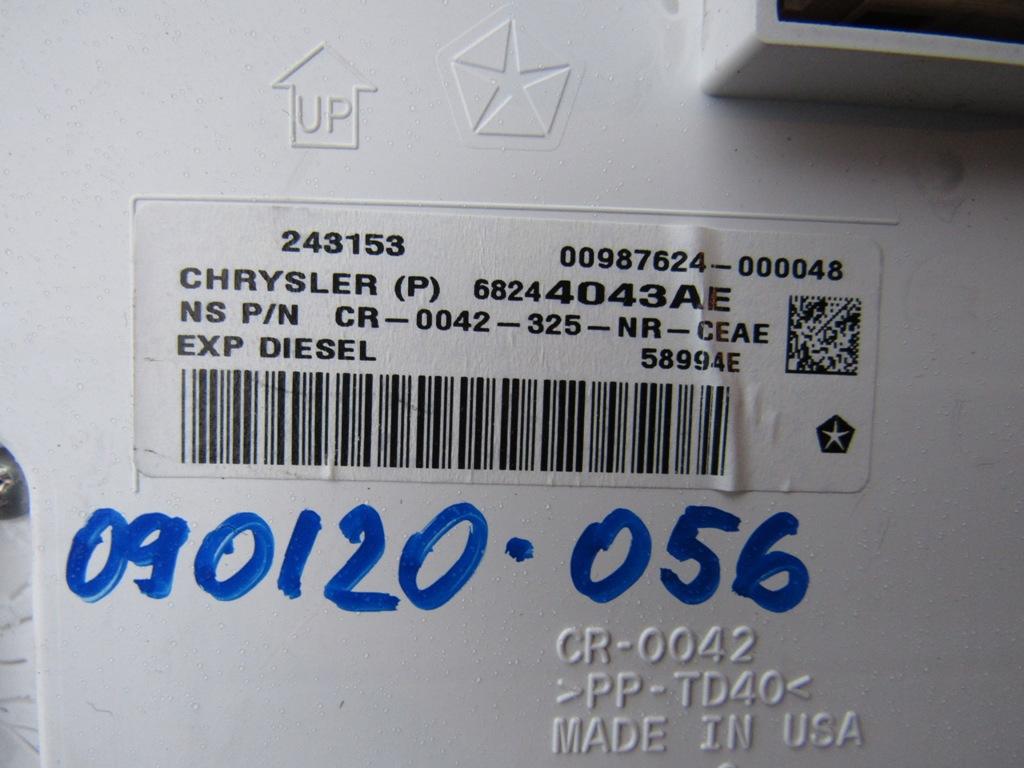 UP
243153 00987624-000048
CHRYSLER (P) 68244043AE
NS P/N CR-0042-325-NR-CEAE
EXP DIESEL 58994E
090120.056
CR-0042
>PP-TD40<
MADE IN USA